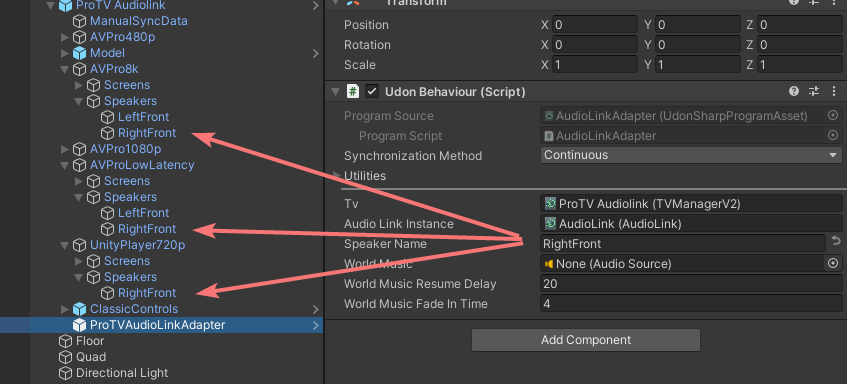 ProTV Audiolink
ManualSyncData
AVPro480p
Model
AVPro8k
Screens
Speakers
LeftFront
RightFront
AVPro1080p
AVProLowLatency
Screens
Speakers
LeftFront
RightFront
UnityPlayer720p
Screens
Speakers
RightFront
ClassicControls
ProTVAudioLinkAdapter
Floor
Quad
Directional Light
Transform
Position X 0 Y 0 Z 0
Rotation X 0 Y 0 Z 0
Scale X 1 Y 1 Z 1
# Udon Behaviour (Script)
Program Source AudioLinkAdapter (UdonSharpProgramAsset)
Program Script AudioLinkAdapter
Synchronization Method Continuous
Utilities
Tv ProTV Audiolink (TVManagerV2)
Audio Link Instance AudioLink (AudioLink)
Speaker Name RightFront
World Music None (Audio Source)
World Music Resume Delay 20
World Music Fade In Time 4
Add Component